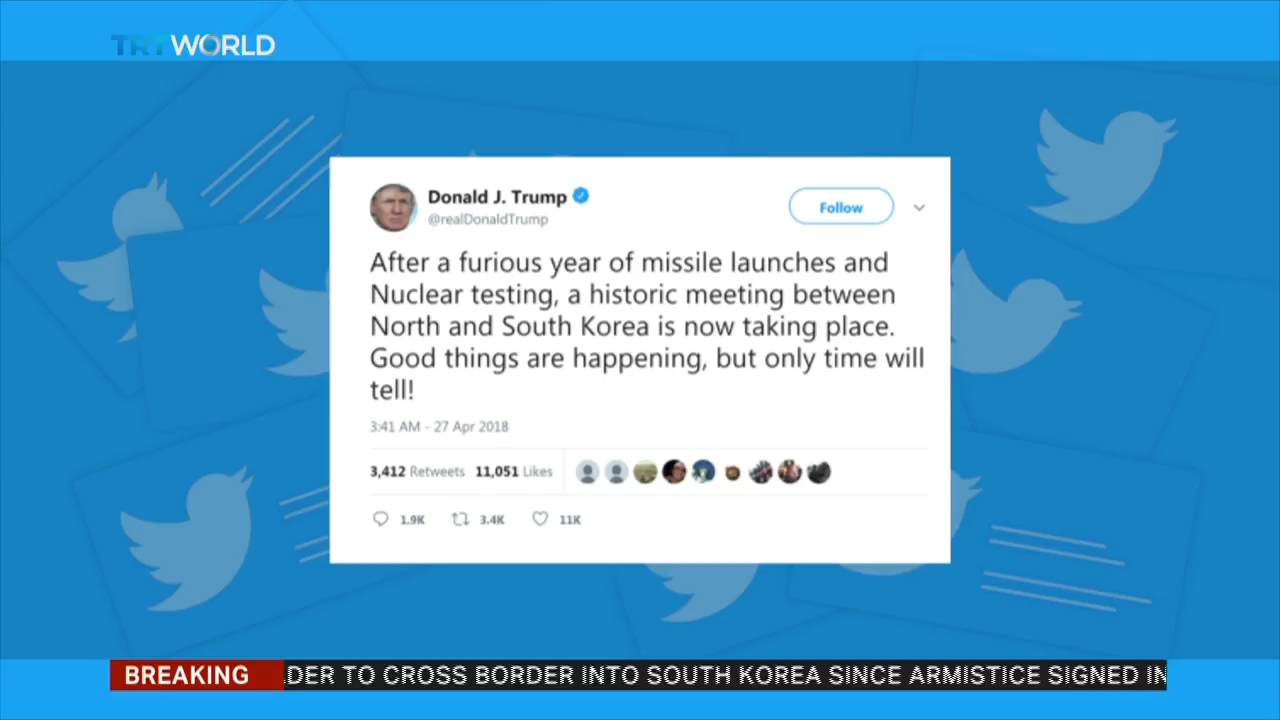 TRT WORLD
Donald J. Trump
@realDonaldTrump
Follow
After a furious year of missile launches and
Nuclear testing, a historic meeting between
North and South Korea is now taking place.
Good things are happening, but only time will
tell!
3:41 AM - 27 Apr 2018
3,412 Retweets 11,051 Likes
1.9K 3.4K 11K
BREAKING
DER TO CROSS BORDER INTO SOUTH KOREA SINCE ARMISTICE SIGNED IN